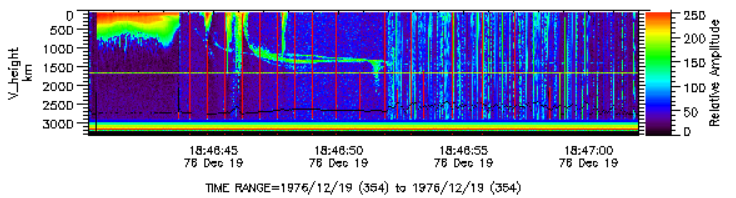 0
500
1000
1500
2000
2500
3000
V_height
km
18:46:45
76 Dec 19
18:46:50
76 Dec 19
18:46:55
76 Dec 19
18:47:00
76 Dec 19
250
200
150
100
50
0
Relative Amplitude
TIME RANGE=1976/12/19 (354) to 1976/12/19 (354)